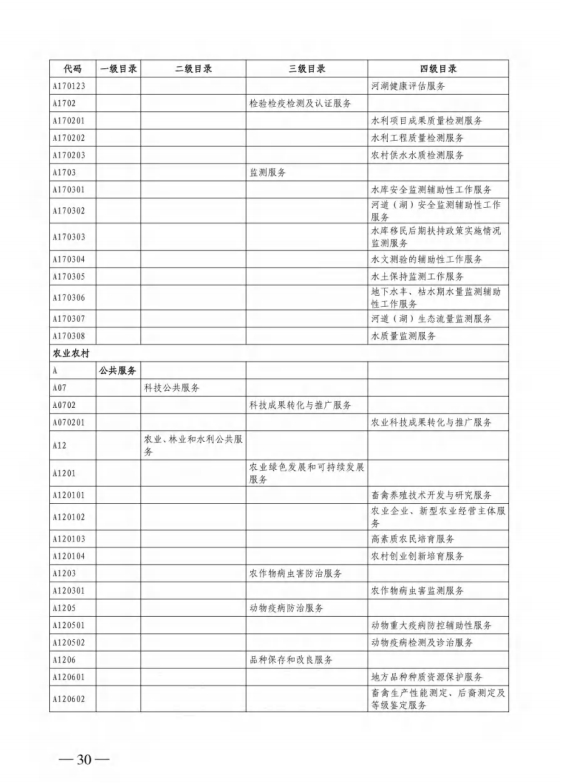 代码 一级目录 二级目录 三级目录 四级目录
A170123 河湖健康评估服务
A1702 检验检疫检测及认证服务
A170201 水利项目成果质量检测服务
A170202 水利工程质量检测服务
A170203 农村供水水质检测服务
A1703 监测服务
A170301 水库安全监测辅助性工作服务
A170302 河道（湖）安全监测辅助性工作
服务
A170303 水库移民后期扶持政策实施情况
监测服务
A170304 水文测验的辅助性工作服务
A170305 水土保持监测工作服务
A170306 地下水丰、枯水期水量监测辅助
性工作服务
A170307 河道（湖）生态流量监测服务
A170308 水质量监测服务
农业农村
A 公共服务
A07 科技公共服务
A0702 科技成果转化与推广服务
A070201 农业科技成果转化与推广服务
A12 农业、林业和水利公共服
务
A1201 农业绿色发展和可持续发展
服务
A120101 畜禽养殖技术开发与研究服务
A120102 农业企业、新型农业经营主体服
务
A120103 高素质农民培育服务
A120104 农村创业创新培育服务
A1203 农作物病虫害防治服务
A120301 农作物病虫害监测服务
A1205 动物疫病防治服务
A120501 动物重大疫病防控辅助性服务
A120502 动物疫病检测及诊治服务
A1206 品种保存和改良服务
A120601 地方品种种质资源保护服务
A120602 畜禽生产性能测定、后裔测定及
等级鉴定服务
— 30 —